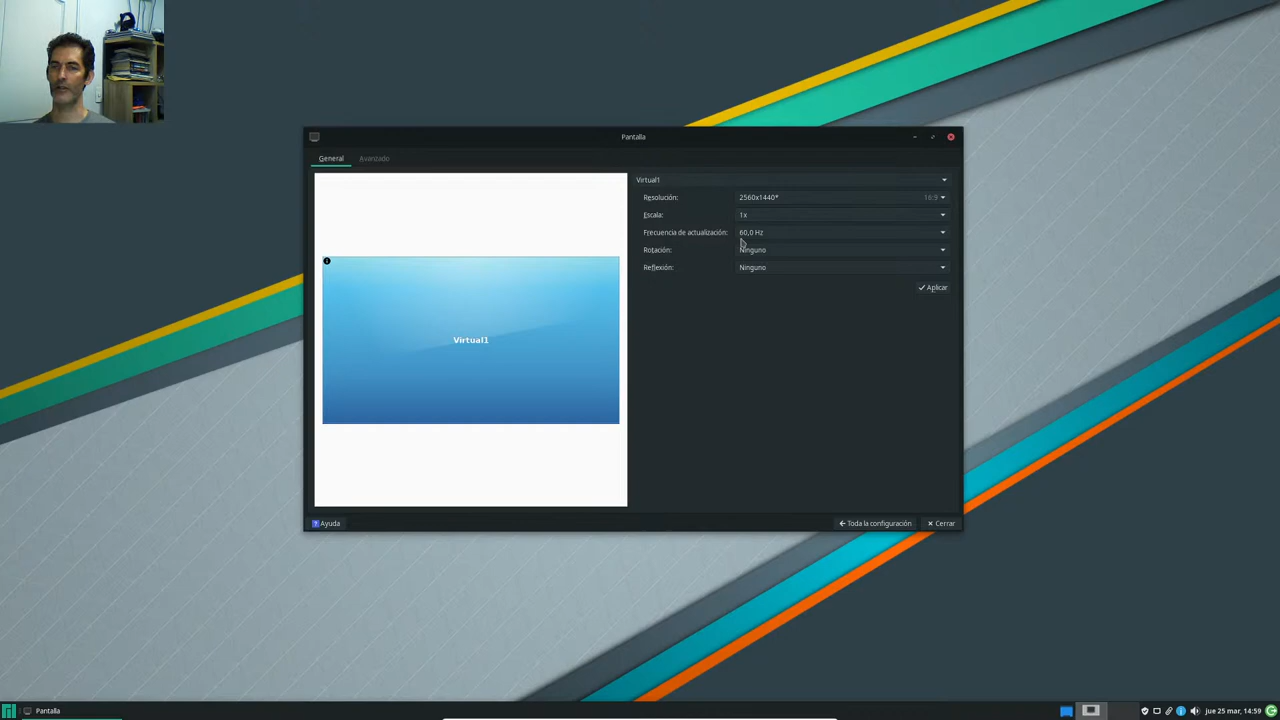 Pantalla
General Avanzado
Virtual1
Resolución: 2560x1440* 16:9
Escala: 1x
Frecuencia de actualización: 60,0 Hz
Rotación: Ninguno
Reflexión: Ninguno
Aplicar
Virtual1
? Ayuda
Toda la configuración
Cerrar
Pantalla
jue 25 mar, 14:59